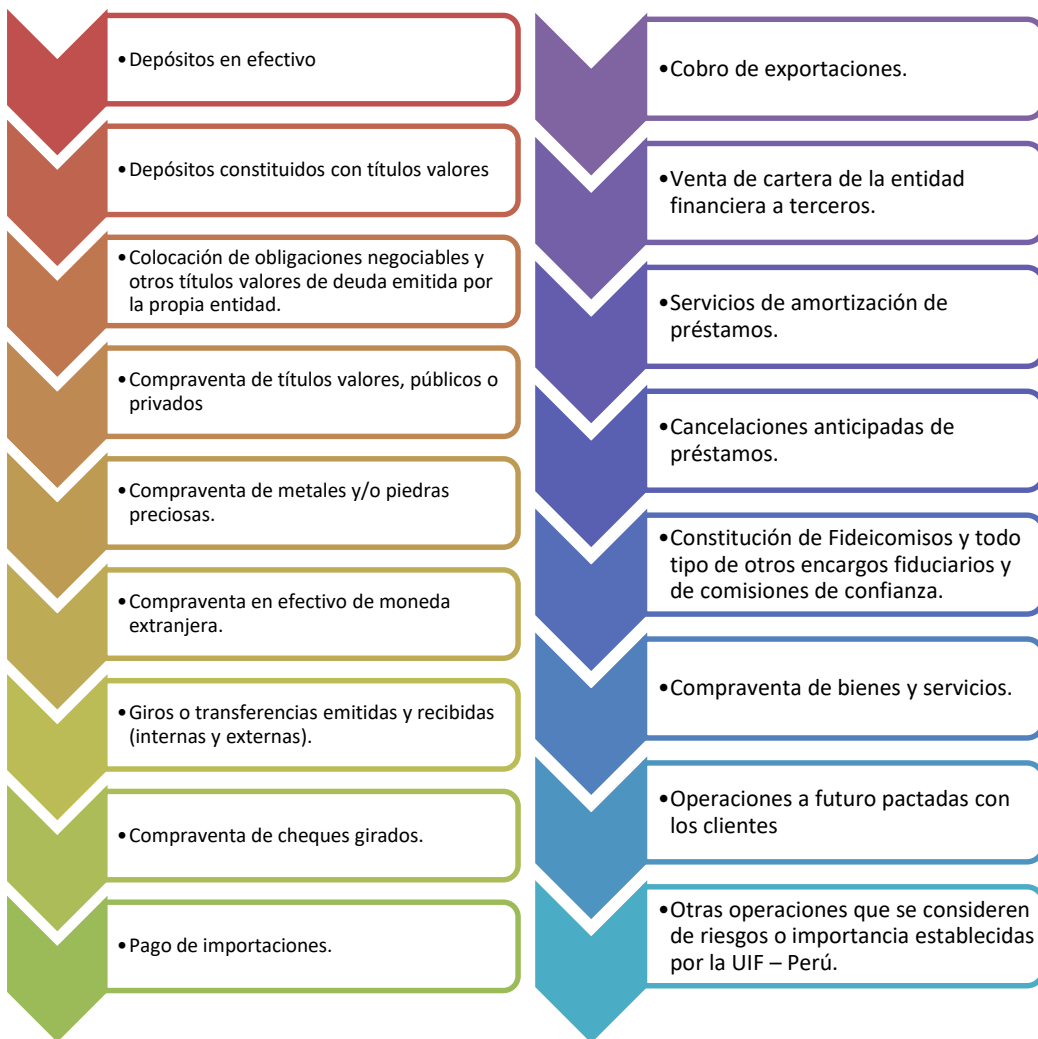 •Depósitos en efectivo
•Depósitos constituidos con títulos valores
•Colocación de obligaciones negociables y
otros títulos valores de deuda emitida por
la propia entidad.
•Compraventa de títulos valores, públicos o
privados
•Compraventa de metales y/o piedras
preciosas.
•Compraventa en efectivo de moneda
extranjera.
•Giros o transferencias emitidas y recibidas
(internas y externas).
•Compraventa de cheques girados.
•Pago de importaciones.
•Cobro de exportaciones.
•Venta de cartera de la entidad
financiera a terceros.
•Servicios de amortización de
préstamos.
•Cancelaciones anticipadas de
préstamos.
•Constitución de Fideicomisos y todo
tipo de otros encargos fiduciarios y
de comisiones de confianza.
•Compraventa de bienes y servicios.
•Operaciones a futuro pactadas con
los clientes
•Otras operaciones que se consideren
de riesgos o importancia establecidas
por la UIF – Perú.